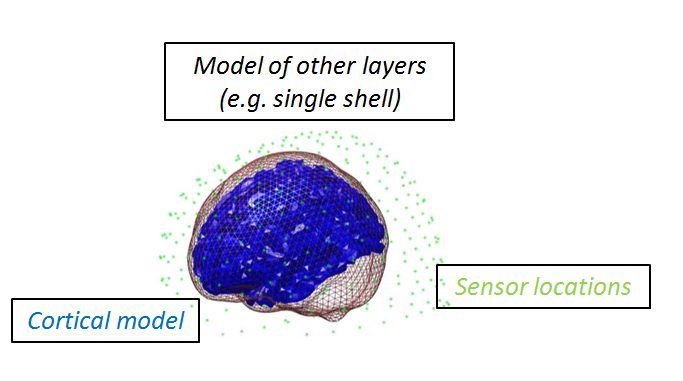 Model of other layers
(e.g. single shell)
Sensor locations
Cortical model